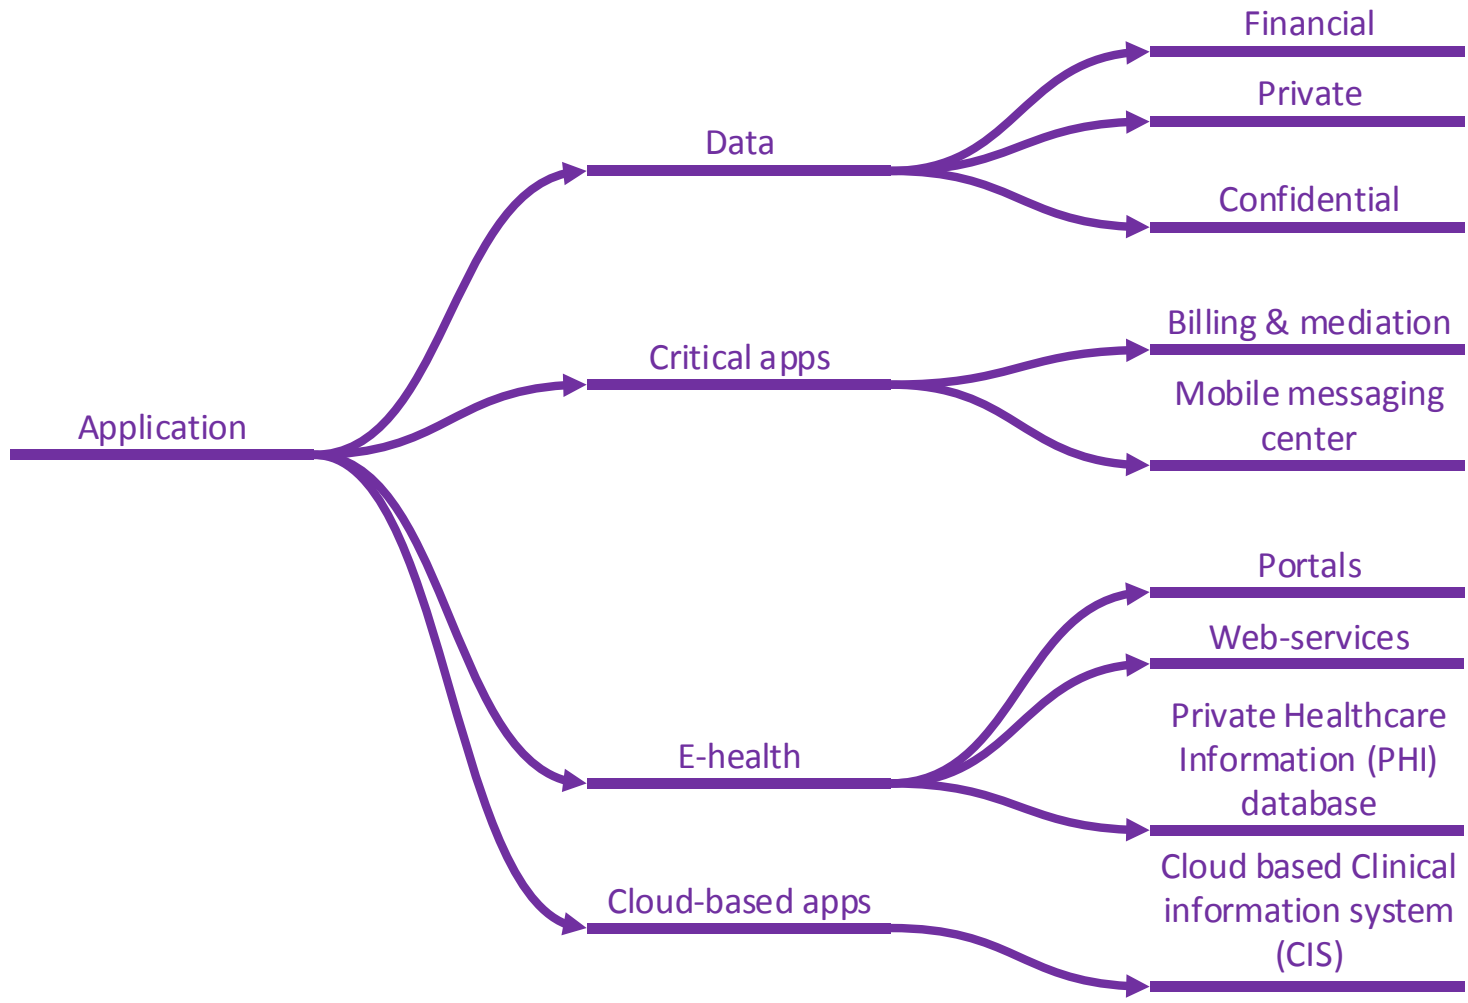 Financial
Private
Data
Confidential
Billing & mediation
Critical apps
Mobile messaging
center
Application
Portals
Web-services
Private Healthcare
Information (PHI)
database
E-health
Cloud based Clinical
information system
(CIS)
Cloud-based apps